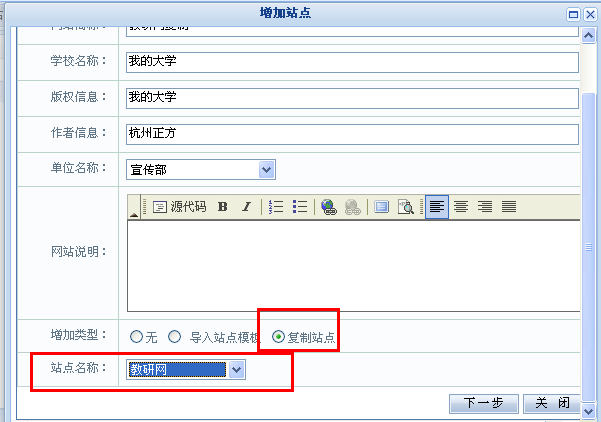 增加站点
学校名称： 我的大学
版权信息： 我的大学
作者信息： 杭州正方
单位名称： 宣传部
源代码 B I
网站说明：
增加类型： 无 导入站点模板 复制站点
站点名称： 教研网
下一步 关 闭